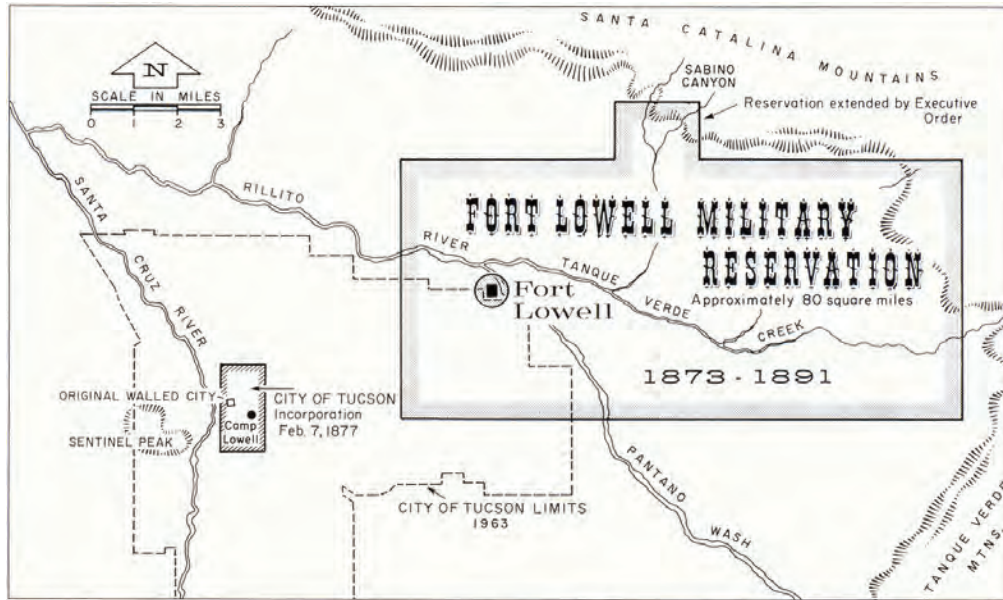 SANTA CATALINA MOUNTAINS
N
SCALE IN MILES
0 1 2 3
SABINO
CANYON
Reservation extended by Executive
Order
SANTA
CRUZ
RIVER
RILLITO
RIVER
FORT LOWELL MILITARY
RESERVATION
Approximately 80 square miles
TANQUE
VERDE
CREEK
Fort
Lowell
1873 - 1891
ORIGINAL WALLED CITY
SENTINEL PEAK
Camp
Lowell
CITY OF TUCSON
Incorporation
Feb. 7, 1877
CITY OF TUCSON LIMITS
1963
PANTANO
WASH
TANQUE VERDE
MTNS.